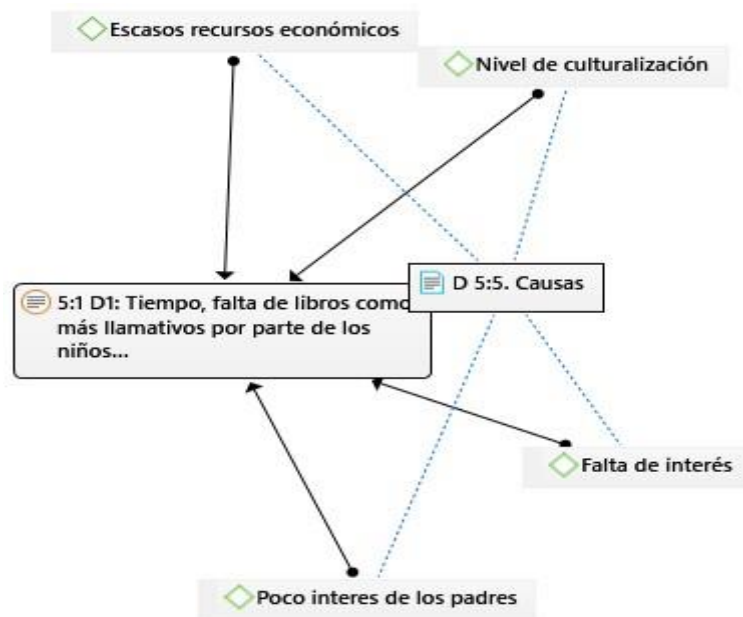 Escasos recursos económicos
Nivel de culturalización
D 5:5. Causas
5:1 D1: Tiempo, falta de libros como
más llamativos por parte de los
niños...
Falta de interés
Poco interes de los padres